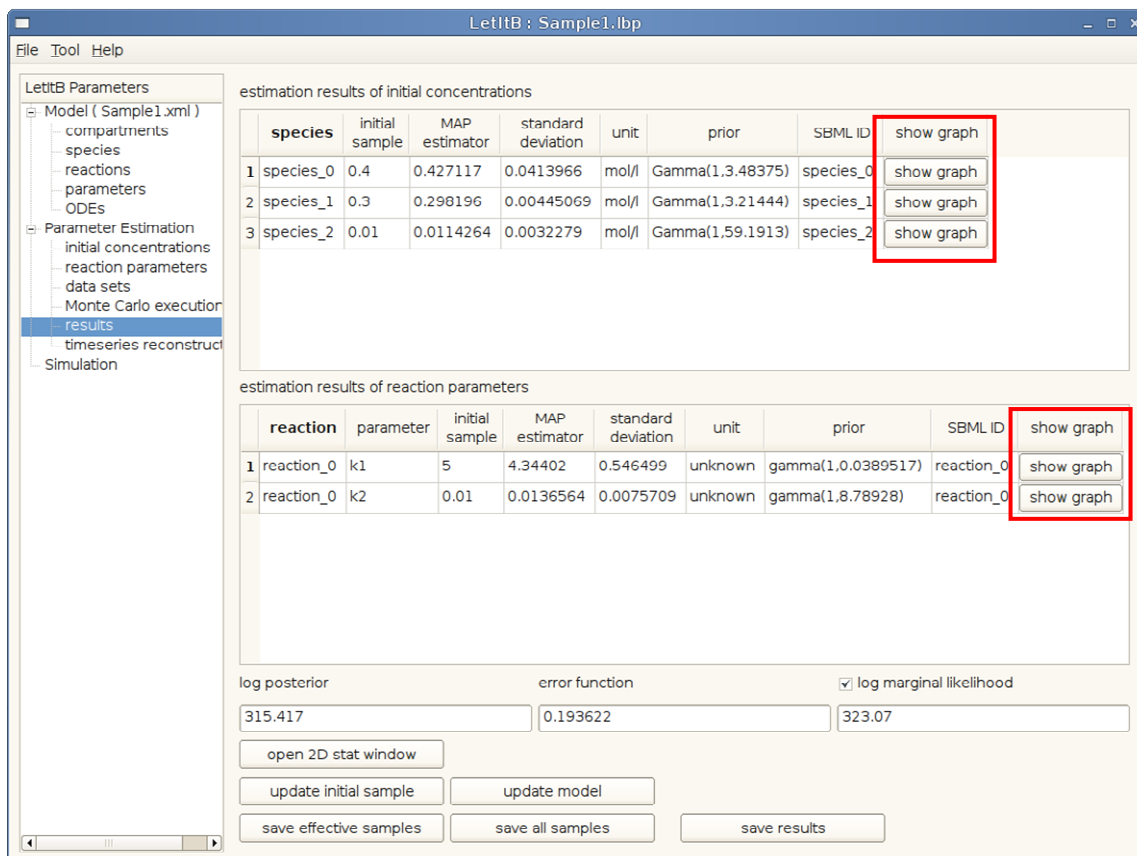 LetItB : Sample1.lbp
File Tool Help
LetItB Parameters
Model ( Sample1.xml )
compartments
species
reactions
parameters
ODEs
Parameter Estimation
initial concentrations
reaction parameters
data sets
Monte Carlo execution
results
timeseries reconstruct
Simulation
estimation results of initial concentrations
species initial sample MAP estimator standard deviation unit prior SBML ID show graph
1 species_0 0.4 0.427117 0.0413966 mol/l Gamma(1,3.48375) species_0 show graph
2 species_1 0.3 0.298196 0.00445069 mol/l Gamma(1,3.21444) species_1 show graph
3 species_2 0.01 0.0114264 0.0032279 mol/l Gamma(1,59.1913) species_2 show graph
estimation results of reaction parameters
reaction parameter initial sample MAP estimator standard deviation unit prior SBML ID show graph
1 reaction_0 k1 5 4.34402 0.546499 unknown gamma(1,0.0389517) reaction_0 show graph
2 reaction_0 k2 0.01 0.0136564 0.0075709 unknown gamma(1,8.78928) reaction_0 show graph
log posterior error function log marginal likelihood
315.417 0.193622 323.07
open 2D stat window
update initial sample update model
save effective samples save all samples save results